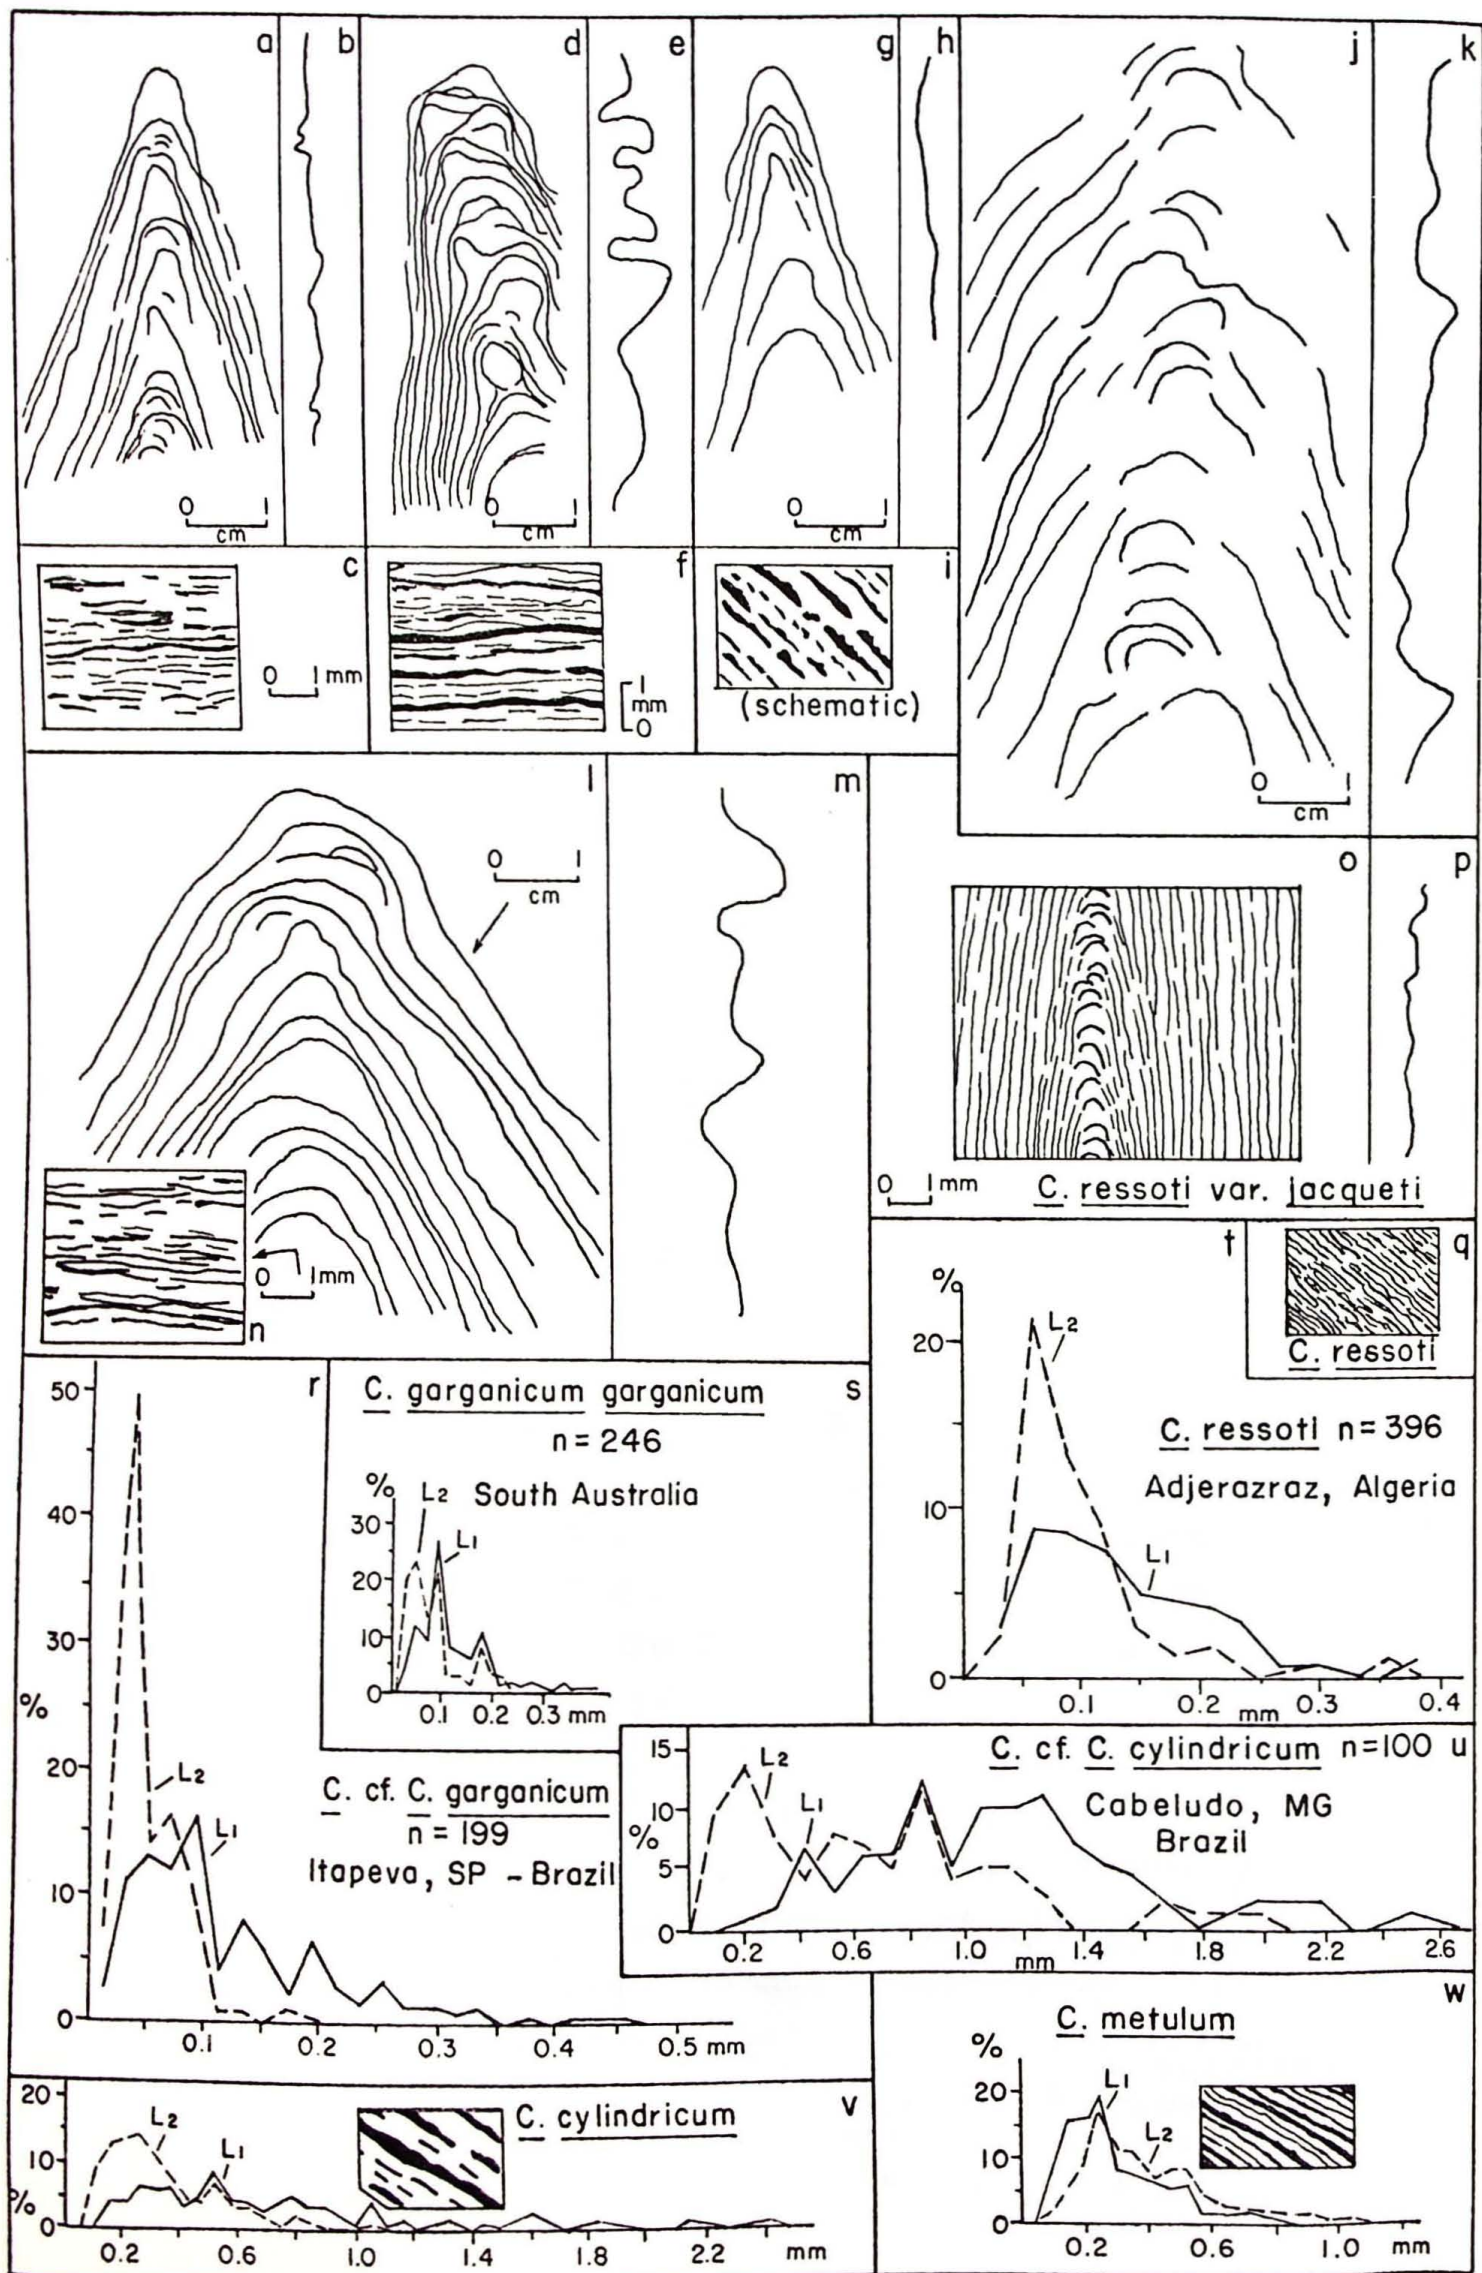 a b d e g h j k
0 1
cm
0 1
cm
0 1
cm
c f i
0 1 mm
1
mm
0
(schematic)
0 1
cm
l m o p
0 1
cm
0 1 mm
C. ressoti var. jacqueti
0 1 mm
n
t q
C. ressoti
%
20
10
0
L2
L1
C. ressoti n=396
Adjerazraz, Algeria
0.1 0.2 mm 0.3 0.4
r
50
40
30
%
20
10
0
L2
L1
C. cf. C. garganicum
n = 199
Itapeva, SP - Brazil
0.1 0.2 0.3 0.4 0.5 mm
C. garganicum garganicum s
n = 246
% L2 South Australia
30
L1
20
10
0
0.1 0.2 0.3 mm
15
10
%
5
0
L2
L1
C. cf. C. cylindricum n=100 u
Cabeludo, MG
Brazil
0.2 0.6 1.0 mm 1.4 1.8 2.2 2.6
20
10
%
0
L2
L1
C. cylindricum v
0.2 0.6 1.0 1.4 1.8 2.2 mm
w
C. metulum
%
20
10
0
L1
L2
0.2 0.6 1.0 mm